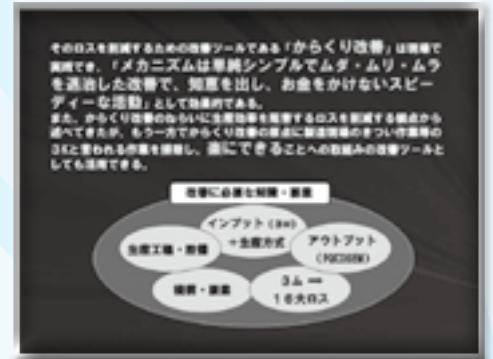 そのロスを削減するための改善ツールである「からくり改善」は現場で
実践でき、「メカニズムは単純シンプルでムダ・ムリ・ムラ
を退治した改善で、知恵を出し、お金をかけないスピー
ディーな活動」として効果的である。
また、からくり改善のねらいに生産効率を阻害するロスを削減する観点から
述べてきたが、もう一方でからくり改善の原点に製造現場のきつい作業等の
3Kと言われる作業を排除し、楽にできることへの取組みの改善ツールと
しても活用できる。
改善に必要な知識・
インプット
+生産方式
生産工程・設備
アウトプット
(PQCDSEM)
3ム
16大ロス